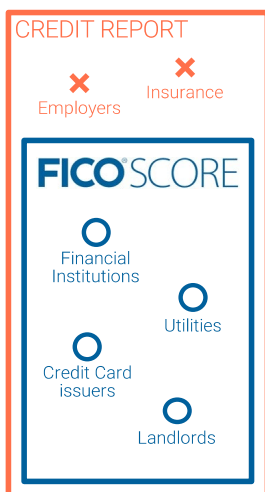 CREDIT REPORT
Insurance
Employers
FICO® SCORE
Financial
Institutions
Utilities
Credit Card
issuers
Landlords